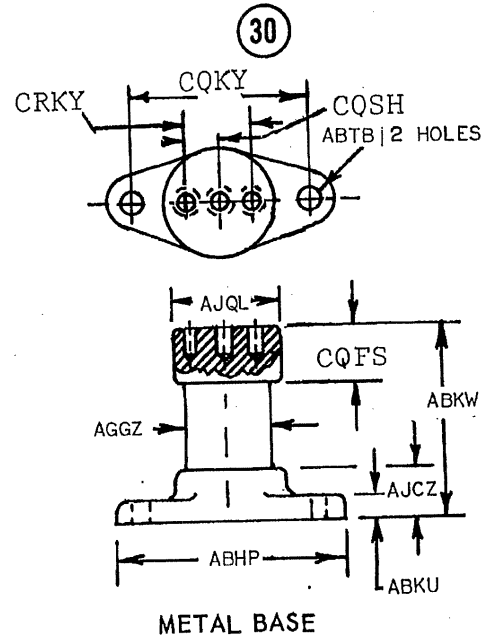 30
CQKY
CRKY
CQSH
ABTB|2 HOLES
AJQL
CQFS
ABKW
AGGZ
AJCZ
ABHP
ABKU
METAL BASE